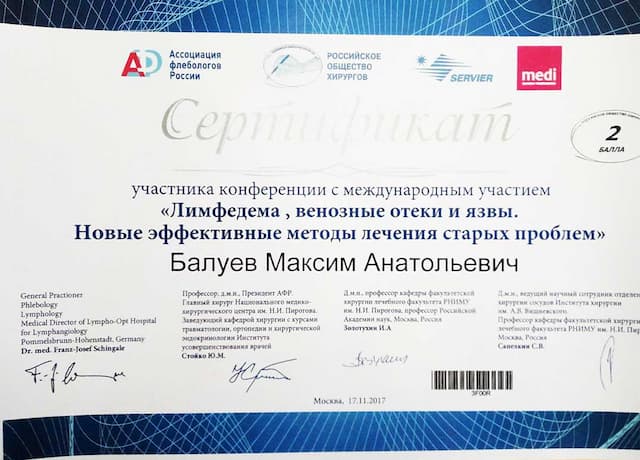 Ассоциация
флебологов
России
РОССИЙСКОЕ
ОБЩЕСТВО
ХИРУРГОВ
SERVIER
medi
Сертификат
2
БАЛЛА
участника конференции с международным участием
«Лимфедема , венозные отеки и язвы.
Новые эффективные методы лечения старых проблем»
Балуев Максим Анатольевич
General Practioner
Phlebology
Lymphology
Medical Director of Lympho-Opt Hospital
for Lymphangiology
Pommelsbrunn-Hohenstadt, Germany
Dr. med. Franz-Josef Schingale
Профессор, д.м.н., Президент АФР.
Главный хирург Национального медико-
хирургического центра им. Н.И. Пирогова.
Заведующий кафедрой хирургии с курсами
травматологии, ортопедии и хирургической
эндокринологии Института
усовершенствования врачей
Стойко Ю.М.
Д.м.н., профессор кафедры факультетской
хирургии лечебного факультета РНИМУ
им. Н.И. Пирогова, профессор Российской
Академии наук, Москва, Россия
Золотухин И.А
Д.м.н., ведущий научный сотрудник отделен
хирургии сосудов Института хирургии
им. А.В. Вишневского.
Профессор кафедры факультетской хирургии
лечебного факультета РНИМУ им. Н.И. Пир
Москва, Россия
Сапелкин С.В.
3F00R
Москва, 17.11.2017